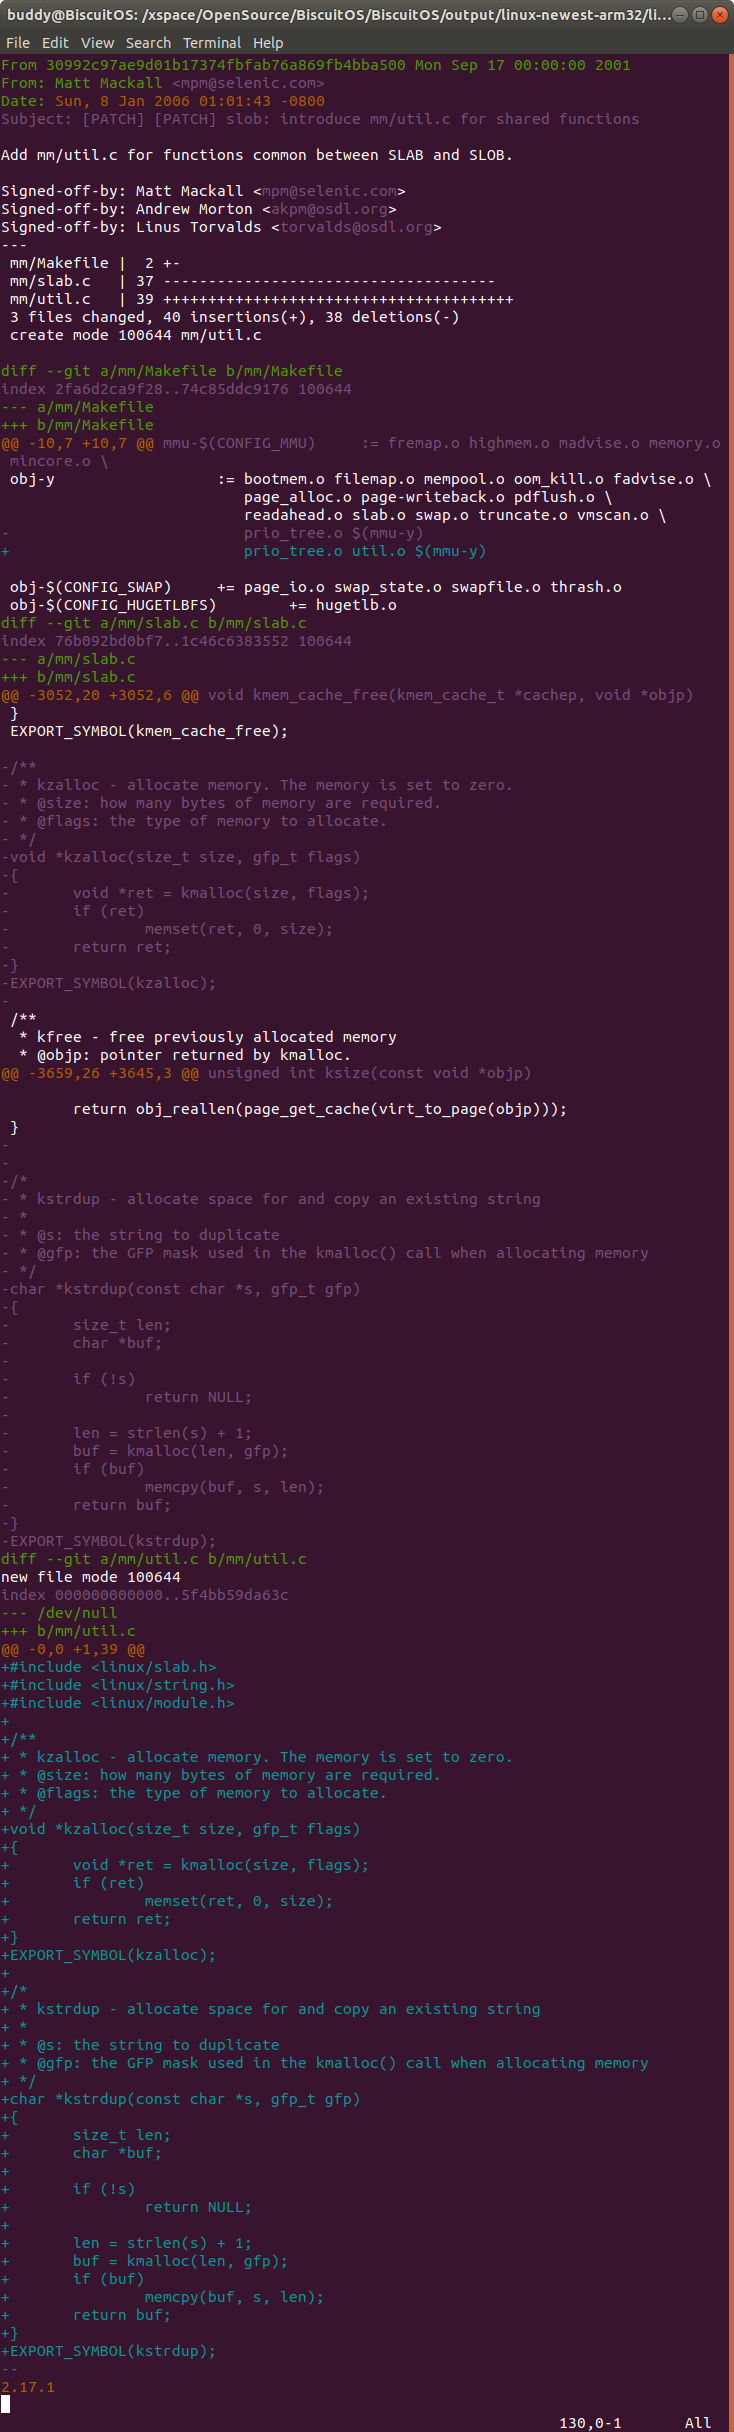 buddy@BiscuitOS: /xspace/OpenSource/BiscuitOS/BiscuitOS/output/linux-newest-arm32/li...
File Edit View Search Terminal Help
From 30992c97ae9d01b17374fbfab76a869fb4bba500 Mon Sep 17 00:00:00 2001
From: Matt Mackall <mpm@selenic.com>
Date: Sun, 8 Jan 2006 01:01:43 -0800
Subject: [PATCH] [PATCH] slob: introduce mm/util.c for shared functions

Add mm/util.c for functions common between SLAB and SLOB.

Signed-off-by: Matt Mackall <mpm@selenic.com>
Signed-off-by: Andrew Morton <akpm@osdl.org>
Signed-off-by: Linus Torvalds <torvalds@osdl.org>
---
 mm/Makefile |  2 +-
 mm/slab.c   | 37 -------------------------------------
 mm/util.c   | 39 +++++++++++++++++++++++++++++++++++++++
 3 files changed, 40 insertions(+), 38 deletions(-)
 create mode 100644 mm/util.c

diff --git a/mm/Makefile b/mm/Makefile
index 2fa6d2ca9f28..74c85ddc9176 100644
--- a/mm/Makefile
+++ b/mm/Makefile
@@ -10,7 +10,7 @@ mmu-$(CONFIG_MMU)     := fremap.o highmem.o madvise.o memory.o
 mincore.o \
 obj-y                  := bootmem.o filemap.o mempool.o oom_kill.o fadvise.o \
                           page_alloc.o page-writeback.o pdflush.o \
                           readahead.o slab.o swap.o truncate.o vmscan.o \
-                          prio_tree.o $(mmu-y)
+                          prio_tree.o util.o $(mmu-y)

 obj-$(CONFIG_SWAP)     += page_io.o swap_state.o swapfile.o thrash.o
 obj-$(CONFIG_HUGETLBFS)        += hugetlb.o
diff --git a/mm/slab.c b/mm/slab.c
index 76b092bd0bf7..1c46c6383552 100644
--- a/mm/slab.c
+++ b/mm/slab.c
@@ -3052,20 +3052,6 @@ void kmem_cache_free(kmem_cache_t *cachep, void *objp)
 }
 EXPORT_SYMBOL(kmem_cache_free);

-/**
- * kzalloc - allocate memory. The memory is set to zero.
- * @size: how many bytes of memory are required.
- * @flags: the type of memory to allocate.
- */
-void *kzalloc(size_t size, gfp_t flags)
-{
-       void *ret = kmalloc(size, flags);
-       if (ret)
-               memset(ret, 0, size);
-       return ret;
-}
-EXPORT_SYMBOL(kzalloc);
-
 /**
  * kfree - free previously allocated memory
  * @objp: pointer returned by kmalloc.
@@ -3659,26 +3645,3 @@ unsigned int ksize(const void *objp)

        return obj_reallen(page_get_cache(virt_to_page(objp)));
 }
-
-
-/*
- * kstrdup - allocate space for and copy an existing string
- *
- * @s: the string to duplicate
- * @gfp: the GFP mask used in the kmalloc() call when allocating memory
- */
-char *kstrdup(const char *s, gfp_t gfp)
-{
-       size_t len;
-       char *buf;
-
-       if (!s)
-               return NULL;
-
-       len = strlen(s) + 1;
-       buf = kmalloc(len, gfp);
-       if (buf)
-               memcpy(buf, s, len);
-       return buf;
-}
-EXPORT_SYMBOL(kstrdup);
diff --git a/mm/util.c b/mm/util.c
new file mode 100644
index 000000000000..5f4bb59da63c
--- /dev/null
+++ b/mm/util.c
@@ -0,0 +1,39 @@
+#include <linux/slab.h>
+#include <linux/string.h>
+#include <linux/module.h>
+
+/**
+ * kzalloc - allocate memory. The memory is set to zero.
+ * @size: how many bytes of memory are required.
+ * @flags: the type of memory to allocate.
+ */
+void *kzalloc(size_t size, gfp_t flags)
+{
+       void *ret = kmalloc(size, flags);
+       if (ret)
+               memset(ret, 0, size);
+       return ret;
+}
+EXPORT_SYMBOL(kzalloc);
+
+/*
+ * kstrdup - allocate space for and copy an existing string
+ *
+ * @s: the string to duplicate
+ * @gfp: the GFP mask used in the kmalloc() call when allocating memory
+ */
+char *kstrdup(const char *s, gfp_t gfp)
+{
+       size_t len;
+       char *buf;
+
+       if (!s)
+               return NULL;
+
+       len = strlen(s) + 1;
+       buf = kmalloc(len, gfp);
+       if (buf)
+               memcpy(buf, s, len);
+       return buf;
+}
+EXPORT_SYMBOL(kstrdup);
--
2.17.1
130,0-1       All